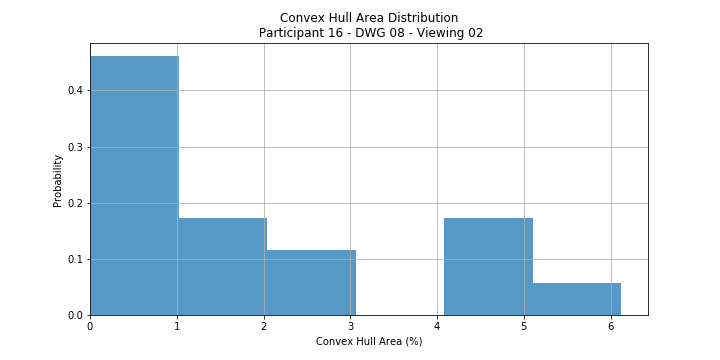 Convex Hull Area Distribution
Participant 16 - DWG 08 - Viewing 02
Probability
0.4
0.3
0.2
0.1
0.0
0 1 2 3 4 5 6
Convex Hull Area (%)